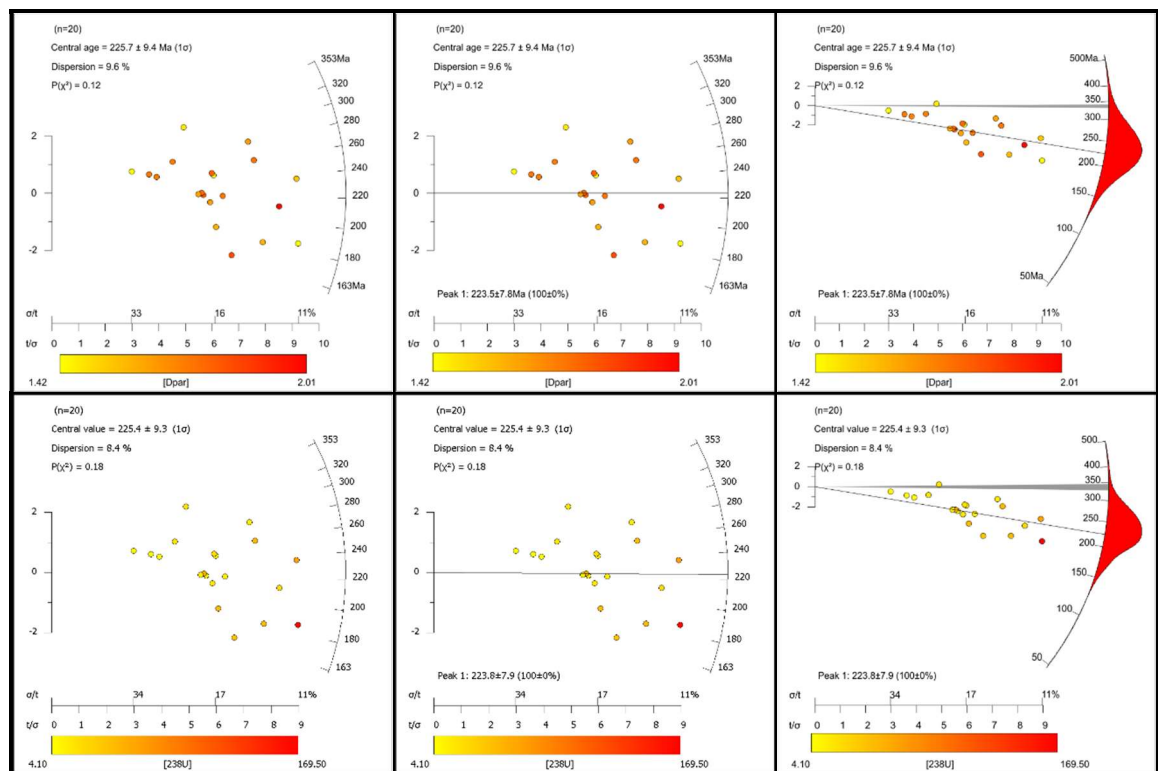 (n=20)
Central age = 225.7 ± 9.4 Ma (1σ)
Dispersion = 9.6 %
P(χ²) = 0.12
353Ma
320
300
280
260
240
220
200
180
163Ma
2
0
-2
σ/t
33
16
11%
t/σ
0 1 2 3 4 5 6 7 8 9 10
1.42
[Dpar]
2.01
(n=20)
Central age = 225.7 ± 9.4 Ma (1σ)
Dispersion = 9.6 %
P(χ²) = 0.12
353Ma
320
300
280
260
240
220
200
180
163Ma
2
0
-2
Peak 1: 223.5±7.8Ma (100±0%)
σ/t
33
16
11%
t/σ
0 1 2 3 4 5 6 7 8 9 10
1.42
[Dpar]
2.01
(n=20)
Central age = 225.7 ± 9.4 Ma (1σ)
Dispersion = 9.6 %
P(χ²) = 0.12
500Ma
400
350
300
250
200
150
100
50Ma
2
0
-2
Peak 1: 223.5±7.8Ma (100±0%)
σ/t
33
16
11%
t/σ
0 1 2 3 4 5 6 7 8 9 10
1.42
[Dpar]
2.01
(n=20)
Central value = 225.4 ± 9.3 (1σ)
Dispersion = 8.4 %
P(χ²) = 0.18
353
320
300
280
260
240
220
200
180
163
2
0
-2
σ/t
34
17
11%
t/σ
0 1 2 3 4 5 6 7 8 9
4.10
[238U]
169.50
(n=20)
Central value = 225.4 ± 9.3 (1σ)
Dispersion = 8.4 %
P(χ²) = 0.18
353
320
300
280
260
240
220
200
180
163
2
0
-2
Peak 1: 223.8±7.9 (100±0%)
σ/t
34
17
11%
t/σ
0 1 2 3 4 5 6 7 8 9
4.10
[238U]
169.50
(n=20)
Central value = 225.4 ± 9.3 (1σ)
Dispersion = 8.4 %
P(χ²) = 0.18
500
400
350
300
250
200
150
100
50
2
0
-2
Peak 1: 223.8±7.9 (100±0%)
σ/t
34
17
11%
t/σ
0 1 2 3 4 5 6 7 8 9
4.10
[238U]
169.50